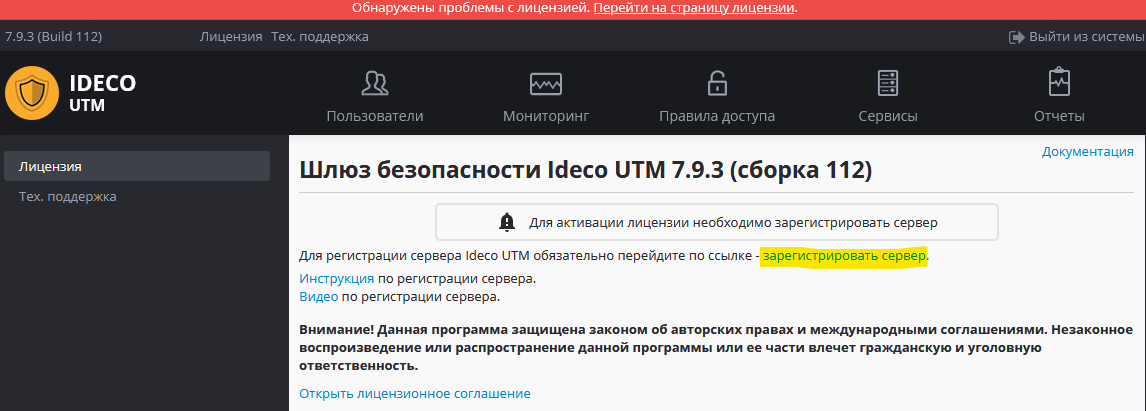 Обнаружены проблемы с лицензией. Перейти на страницу лицензии.
7.9.3 (Build 112) Лицензия Тех. поддержка Выйти из системы
IDECO
UTM
Пользователи Мониторинг Правила доступа Сервисы Отчеты
Лицензия
Тех. поддержка
Документация
Шлюз безопасности Ideco UTM 7.9.3 (сборка 112)
Для активации лицензии необходимо зарегистрировать сервер
Для регистрации сервера Ideco UTM обязательно перейдите по ссылке - зарегистрировать сервер.
Инструкция по регистрации сервера.
Видео по регистрации сервера.
Внимание! Данная программа защищена законом об авторских правах и международными соглашениями. Незаконное
воспроизведение или распространение данной программы или ее части влечет гражданскую и уголовную
ответственность.
Открыть лицензионное соглашение